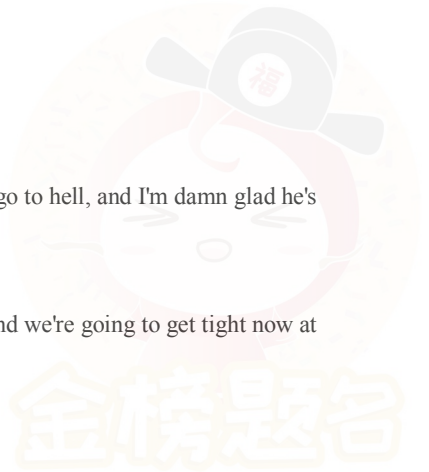 福
go to hell, and I'm damn glad he's
nd we're going to get tight now at
金榜题名